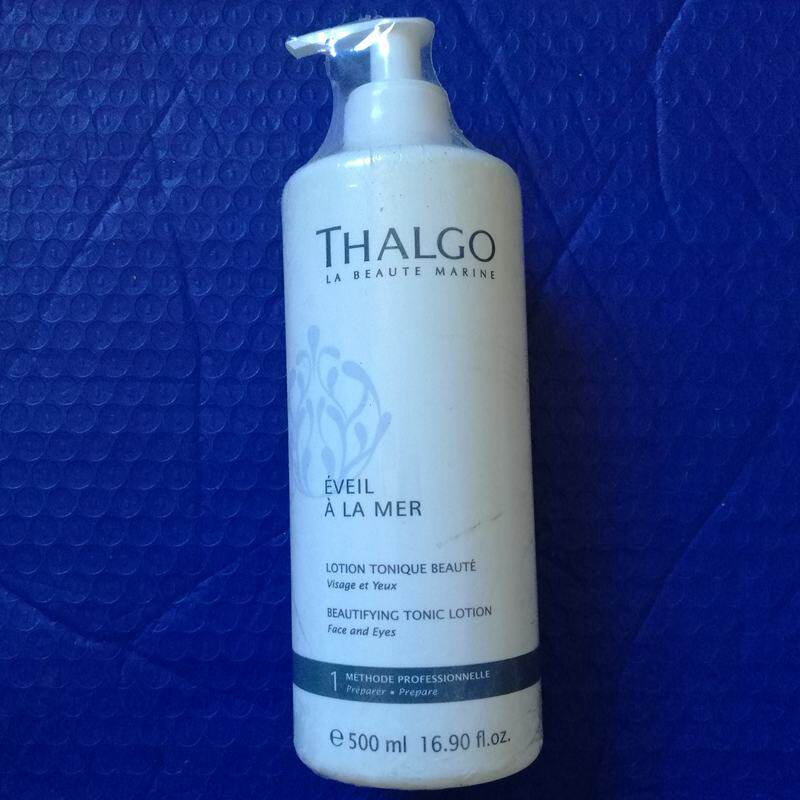 THALGO
LA BEAUTE MARINE
ÉVEIL
À LA MER
LOTION TONIQUE BEAUTÉ
Visage et Yeux
BEAUTIFYING TONIC LOTION
Face and Eyes
1 MÉTHODE PROFESSIONNELLE
Préparer • Prepare
℮ 500 ml 16.90 fl.oz.